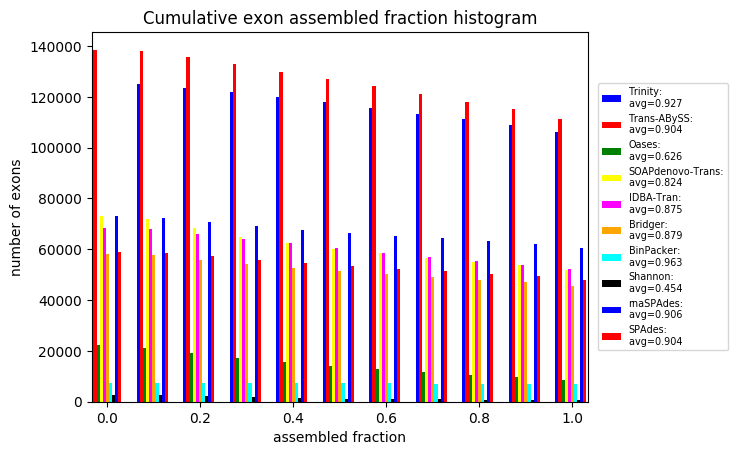 Cumulative exon assembled fraction histogram
number of exons
140000
120000
100000
80000
60000
40000
20000
0
0.0 0.2 0.4 0.6 0.8 1.0
assembled fraction
Trinity:
avg=0.927
Trans-ABySS:
avg=0.904
Oases:
avg=0.626
SOAPdenovo-Trans:
avg=0.824
IDBA-Tran:
avg=0.875
Bridger:
avg=0.879
BinPacker:
avg=0.963
Shannon:
avg=0.454
rnaSPAdes:
avg=0.906
SPAdes:
avg=0.904